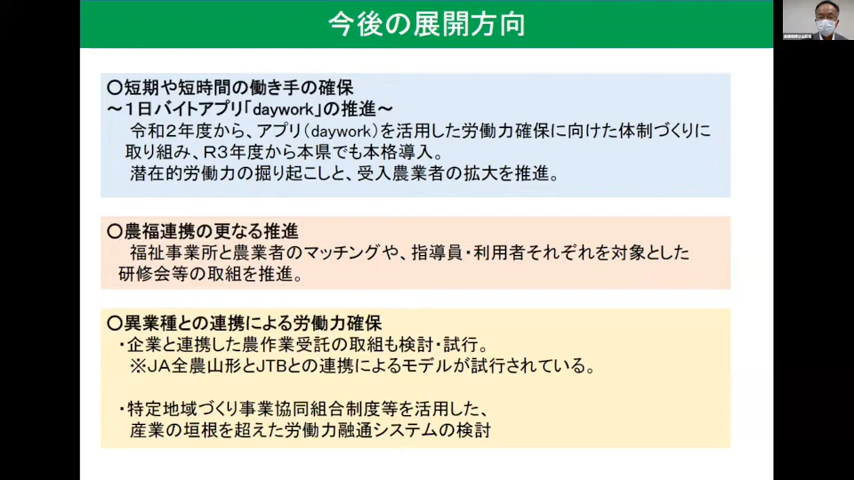 今後の展開方向
〇短期や短時間の働き手の確保
～1日バイトアプリ「daywork」の推進～
令和２年度から、アプリ(daywork)を活用した労働力確保に向けた体制づくりに
取り組み、Ｒ３年度から本県でも本格導入。
潜在的労働力の掘り起こしと、受入農業者の拡大を推進。
〇農福連携の更なる推進
福祉事業所と農業者のマッチングや、指導員・利用者それぞれを対象とした
研修会等の取組を推進。
〇異業種との連携による労働力確保
・企業と連携した農作業受託の取組も検討・試行。
※ＪＡ全農山形とJTBとの連携によるモデルが試行されている。
・特定地域づくり事業協同組合制度等を活用した、
産業の垣根を超えた労働力融通システムの検討